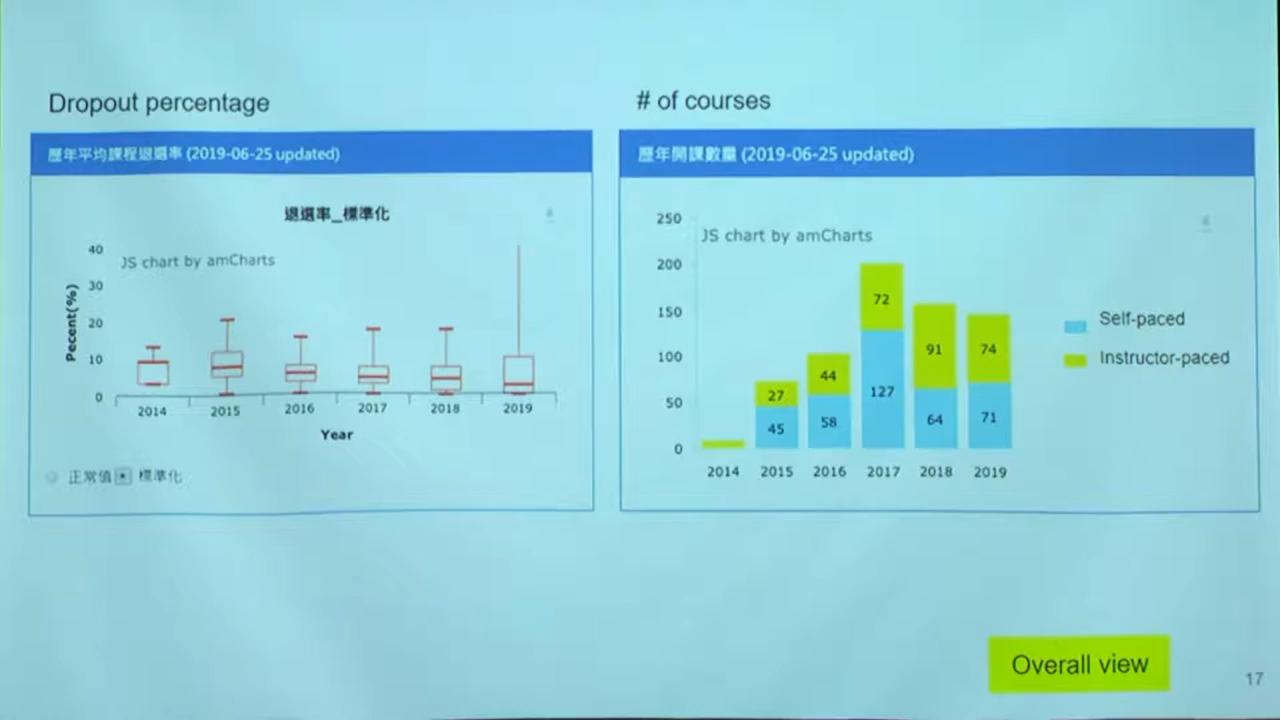 Dropout percentage
歷年平均課程退選率 (2019-06-25 updated)
退選率_標準化
JS chart by amCharts
Pecent(%)
40
30
20
10
0
2014 2015 2016 2017 2018 2019
Year
正常值 標準化
# of courses
歷年開課數量 (2019-06-25 updated)
JS chart by amCharts
250
200
150
100
50
0
72
91
74
44
27
127
45
58
64
71
2014 2015 2016 2017 2018 2019
Self-paced
Instructor-paced
Overall view
17